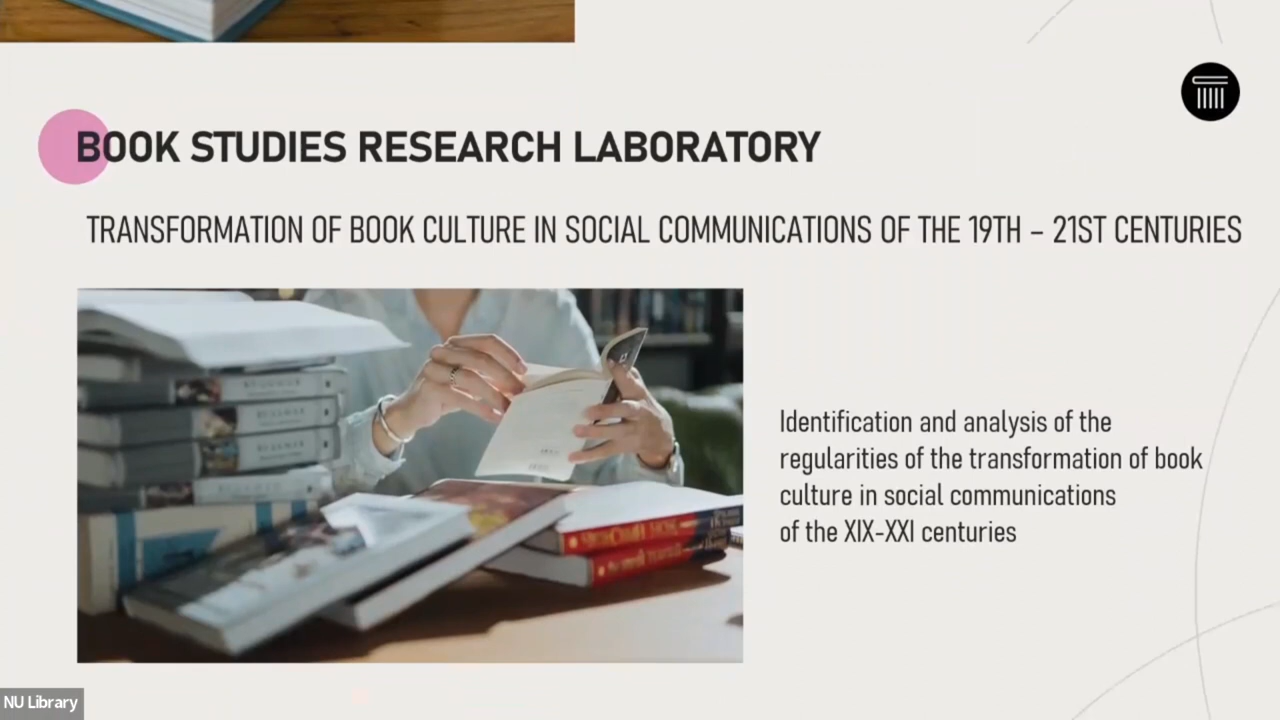 BOOK STUDIES RESEARCH LABORATORY
TRANSFORMATION OF BOOK CULTURE IN SOCIAL COMMUNICATIONS OF THE 19TH – 21ST CENTURIES
Identification and analysis of the
regularities of the transformation of book
culture in social communications
of the XIX-XXI centuries
NU Library